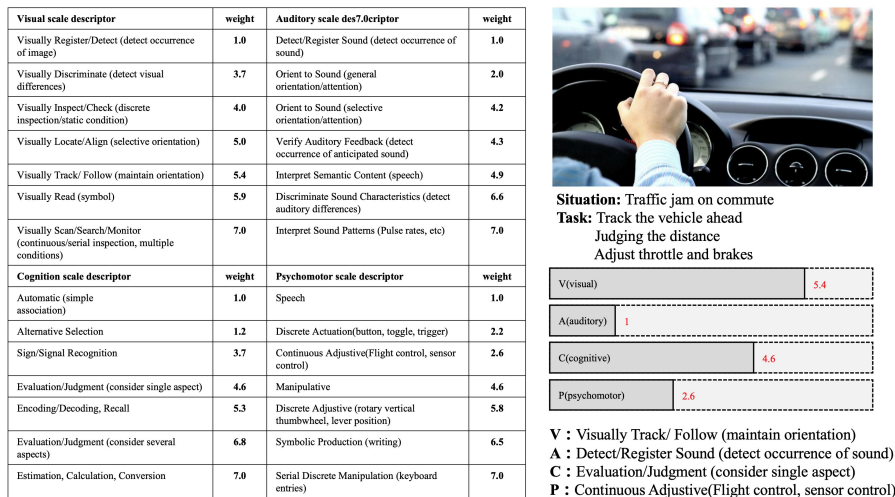 Visual scale descriptor weight Auditory scale des7.0criptor weight
Visually Register/Detect (detect occurrence of image) 1.0 Detect/Register Sound (detect occurrence of sound) 1.0
Visually Discriminate (detect visual differences) 3.7 Orient to Sound (general orientation/attention) 2.0
Visually Inspect/Check (discrete inspection/static condition) 4.0 Orient to Sound (selective orientation/attention) 4.2
Visually Locate/Align (selective orientation) 5.0 Verify Auditory Feedback (detect occurrence of anticipated sound) 4.3
Visually Track/ Follow (maintain orientation) 5.4 Interpret Semantic Content (speech) 4.9
Visually Read (symbol) 5.9 Discriminate Sound Characteristics (detect auditory differences) 6.6
Visually Scan/Search/Monitor (continuous/serial inspection, multiple conditions) 7.0 Interpret Sound Patterns (Pulse rates, etc) 7.0
Cognition scale descriptor weight Psychomotor scale descriptor weight
Automatic (simple association) 1.0 Speech 1.0
Alternative Selection 1.2 Discrete Actuation(button, toggle, trigger) 2.2
Sign/Signal Recognition 3.7 Continuous Adjustive(Flight control, sensor control) 2.6
Evaluation/Judgment (consider single aspect) 4.6 Manipulative 4.6
Encoding/Decoding, Recall 5.3 Discrete Adjustive (rotary vertical thumbwheel, lever position) 5.8
Evaluation/Judgment (consider several aspects) 6.8 Symbolic Production (writing) 6.5
Estimation, Calculation, Conversion 7.0 Serial Discrete Manipulation (keyboard entries) 7.0
Situation: Traffic jam on commute
Task: Track the vehicle ahead
Judging the distance
Adjust throttle and brakes
V(visual) 5.4
A(auditory) 1
C(cognitive) 4.6
P(psychomotor) 2.6
V：Visually Track/ Follow (maintain orientation)
A：Detect/Register Sound (detect occurrence of sound)
C：Evaluation/Judgment (consider single aspect)
P：Continuous Adjustive(Flight control, sensor control)